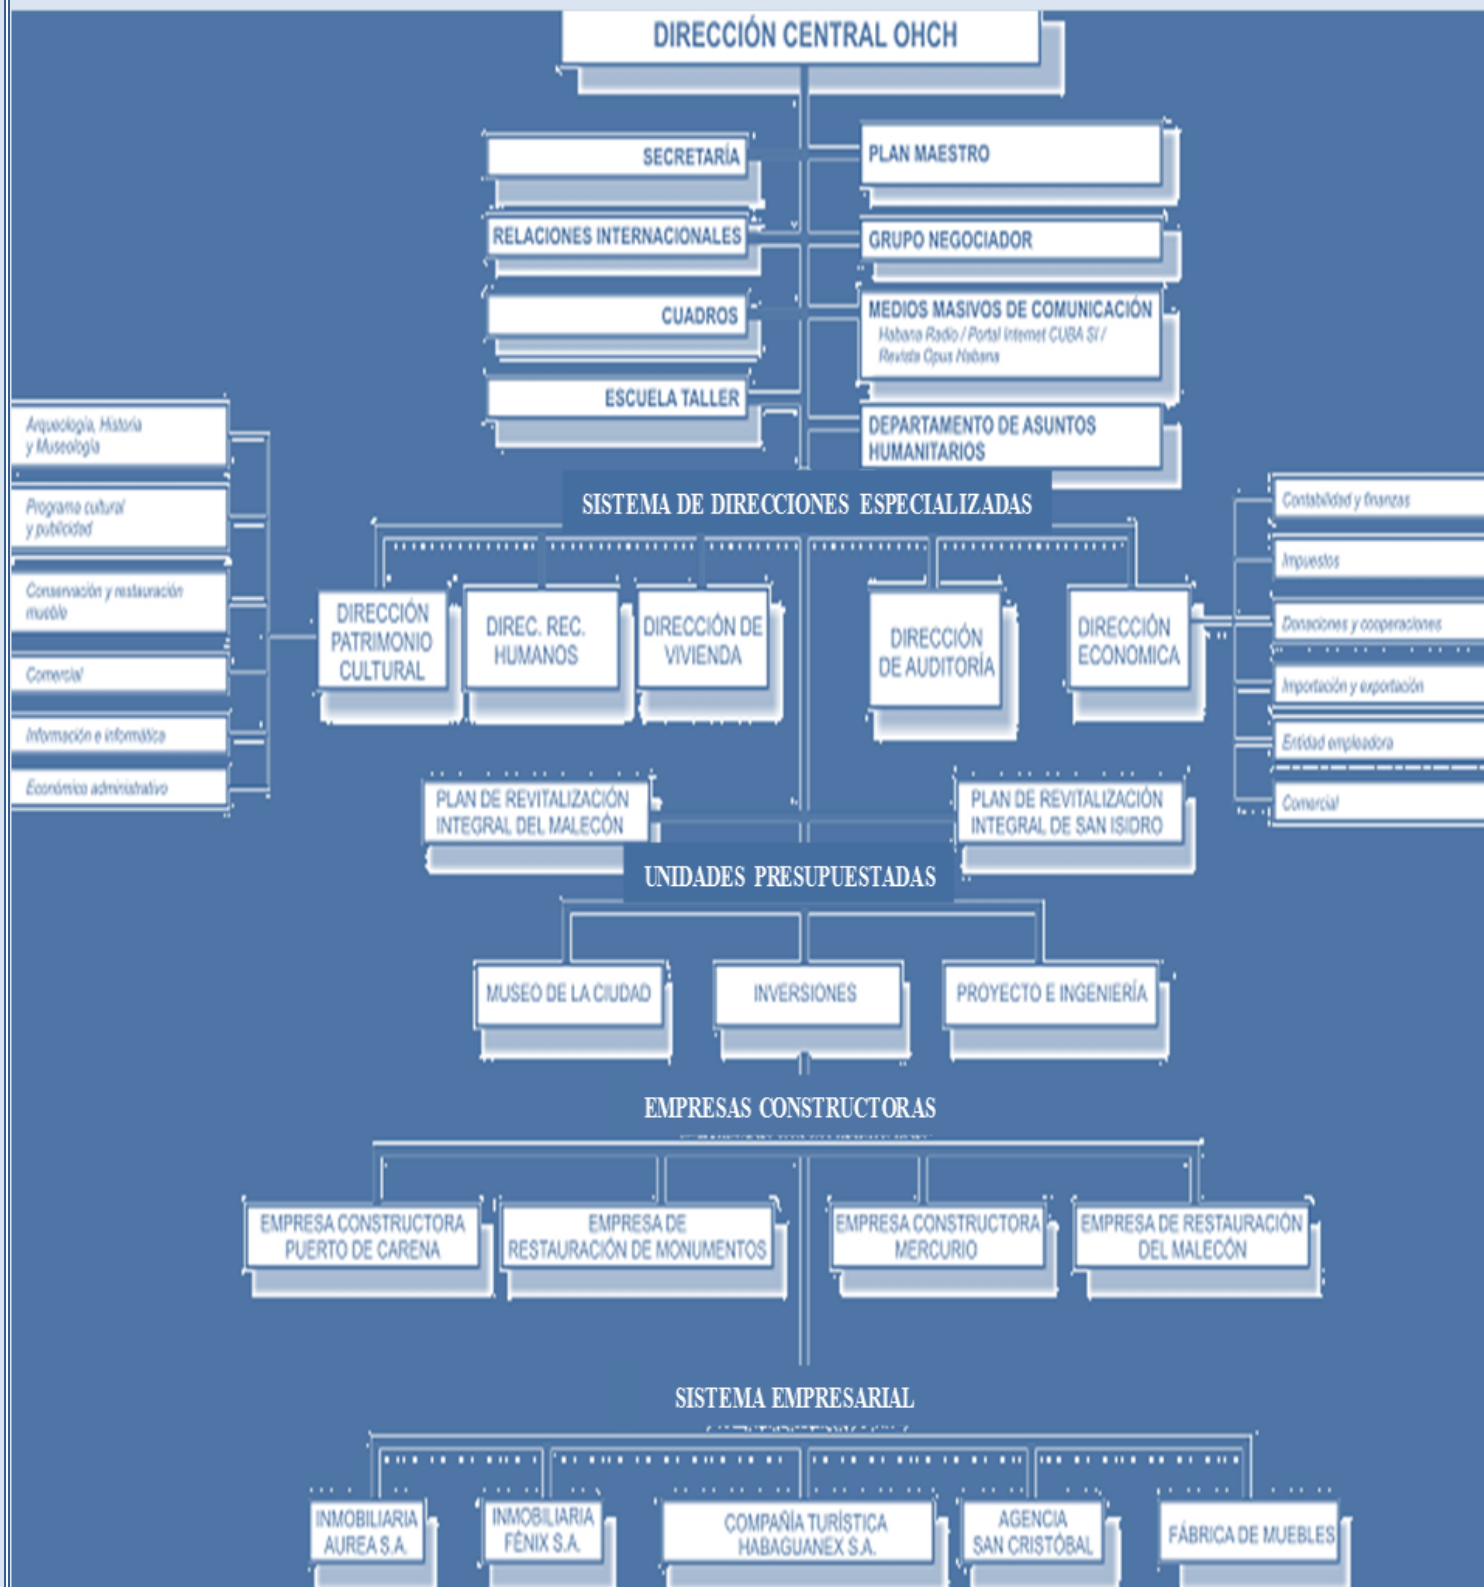 DIRECCIÓN CENTRAL OHCH
SECRETARÍA
PLAN MAESTRO
RELACIONES INTERNACIONALES
GRUPO NEGOCIADOR
CUADROS
MEDIOS MASIVOS DE COMUNICACIÓN
Habana Radio / Portal Internet CUBA SI /
Revista Opus Habana
ESCUELA TALLER
DEPARTAMENTO DE ASUNTOS
HUMANITARIOS
SISTEMA DE DIRECCIONES ESPECIALIZADAS
Arqueología, Historia
y Museología
Programa cultural
y publicidad
Conservación y restauración
mueble
Comercial
Información e informática
Económico administrativo
DIRECCIÓN
PATRIMONIO
CULTURAL
DIREC. REC.
HUMANOS
DIRECCIÓN DE
VIVIENDA
DIRECCIÓN
DE AUDITORÍA
DIRECCIÓN
ECONOMICA
Contabilidad y finanzas
Impuestos
Donaciones y cooperaciones
Importación y exportación
Entidad empleadora
Comercial
PLAN DE REVITALIZACIÓN
INTEGRAL DEL MALECÓN
PLAN DE REVITALIZACIÓN
INTEGRAL DE SAN ISIDRO
UNIDADES PRESUPUESTADAS
MUSEO DE LA CIUDAD
INVERSIONES
PROYECTO E INGENIERÍA
EMPRESAS CONSTRUCTORAS
EMPRESA CONSTRUCTORA
PUERTO DE CARENA
EMPRESA DE
RESTAURACIÓN DE MONUMENTOS
EMPRESA CONSTRUCTORA
MERCURIO
EMPRESA DE RESTAURACIÓN
DEL MALECÓN
SISTEMA EMPRESARIAL
INMOBILIARIA
AUREA S.A.
INMOBILIARIA
FÉNIX S.A.
COMPAÑÍA TURÍSTICA
HABAGUANEX S.A.
AGENCIA
SAN CRISTÓBAL
FÁBRICA DE MUEBLES